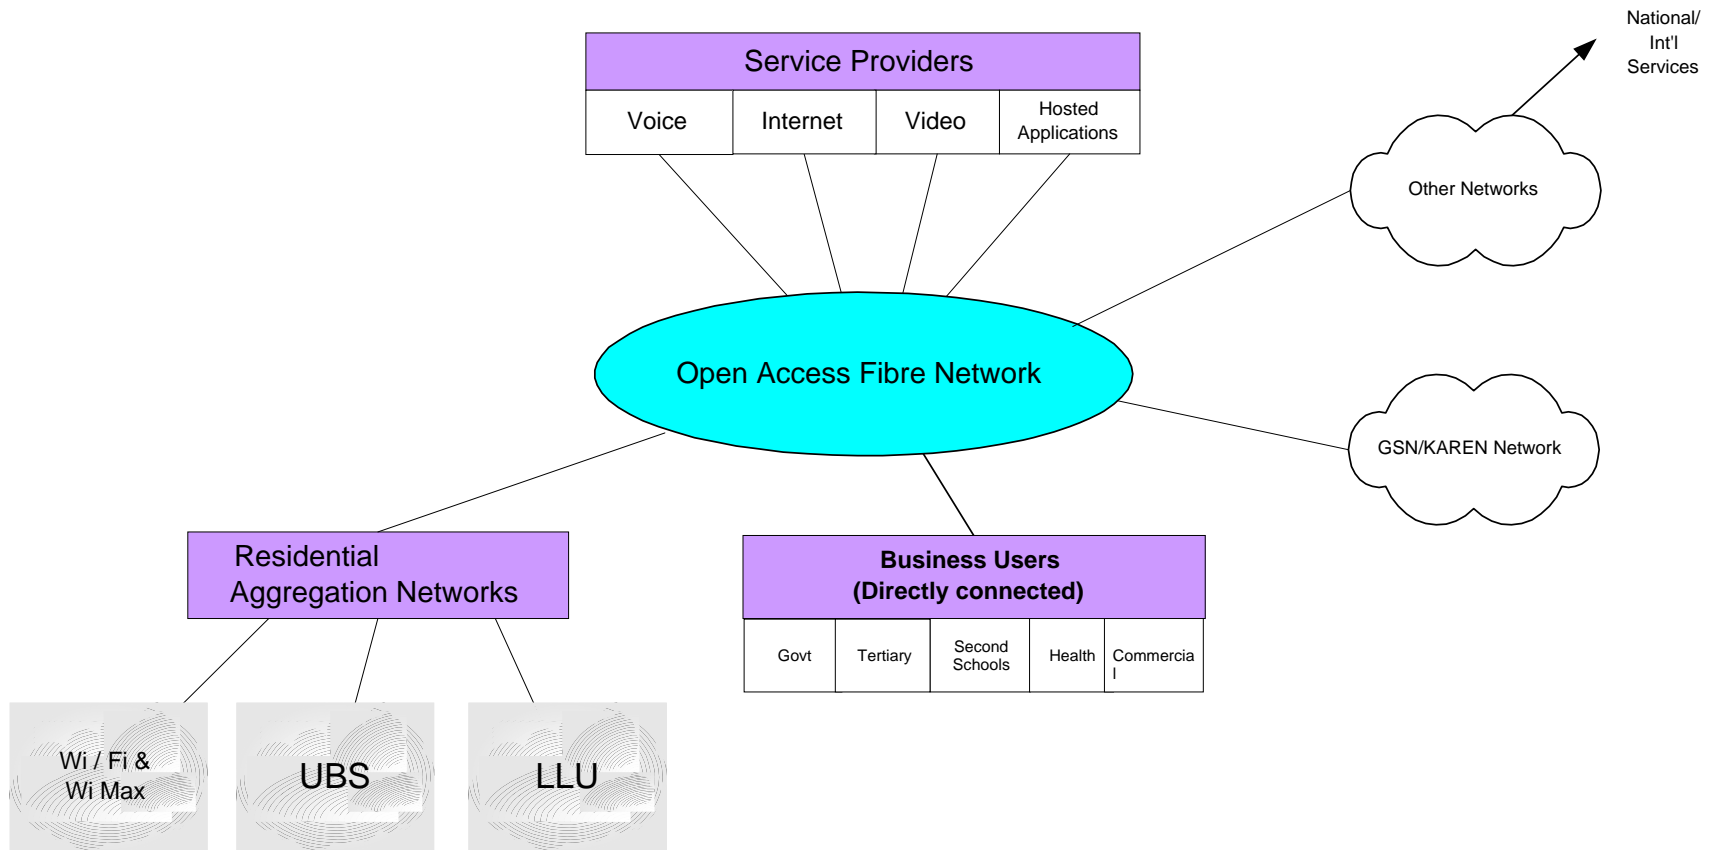 National/
Int'l
Services
Service Providers
Voice
Internet
Video
Hosted
Applications
Other Networks
Open Access Fibre Network
GSN/KAREN Network
Residential
Aggregation Networks
Business Users
(Directly connected)
Govt
Tertiary
Second
Schools
Health
Commercia
l
Wi / Fi &
Wi Max
UBS
LLU